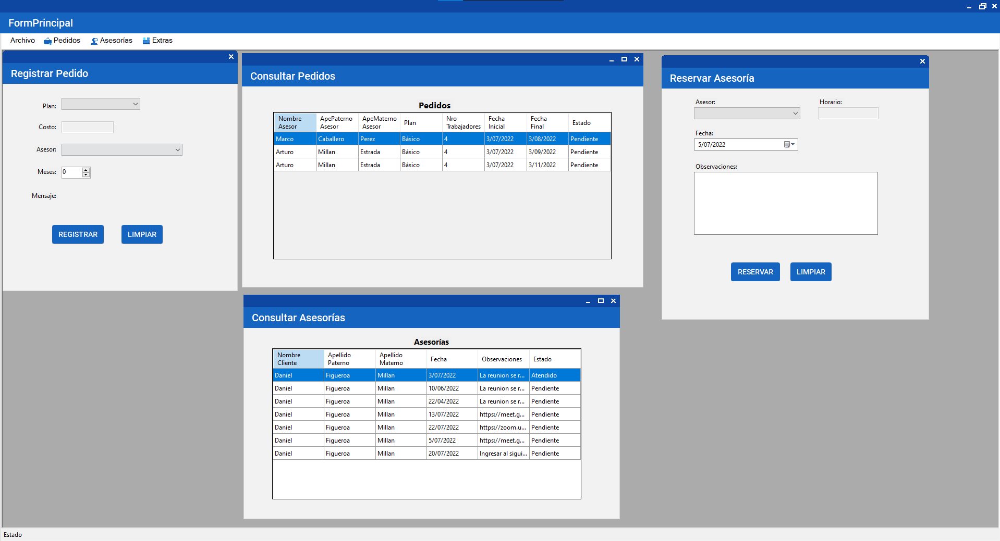 FormPrincipal
Archivo Pedidos Asesorías Extras
Registrar Pedido
Plan:
Costo:
Asesor:
Meses: 0
Mensaje:
REGISTRAR LIMPIAR
Consultar Pedidos
Pedidos
Nombre Asesor ApePaterno Asesor ApeMaterno Asesor Plan Nro Trabajadores Fecha Inicial Fecha Final Estado
Marco Caballero Perez Básico 4 3/07/2022 3/08/2022 Pendiente
Arturo Millan Estrada Básico 4 3/07/2022 3/09/2022 Pendiente
Arturo Millan Estrada Básico 4 3/07/2022 3/11/2022 Pendiente
Reservar Asesoría
Asesor: Horario:
Fecha:
5/07/2022
Observaciones:
RESERVAR LIMPIAR
Consultar Asesorías
Asesorías
Nombre Cliente Apellido Paterno Apellido Materno Fecha Observaciones Estado
Daniel Figueroa Millan 3/07/2022 La reunion se r... Atendido
Daniel Figueroa Millan 10/06/2022 La reunion se r... Pendiente
Daniel Figueroa Millan 22/04/2022 La reunion se r... Pendiente
Daniel Figueroa Millan 13/07/2022 https://meet.g... Pendiente
Daniel Figueroa Millan 22/07/2022 https://zoom.u... Pendiente
Daniel Figueroa Millan 5/07/2022 https://meet.g... Pendiente
Daniel Figueroa Millan 20/07/2022 Ingresar al sigui... Pendiente
Estado